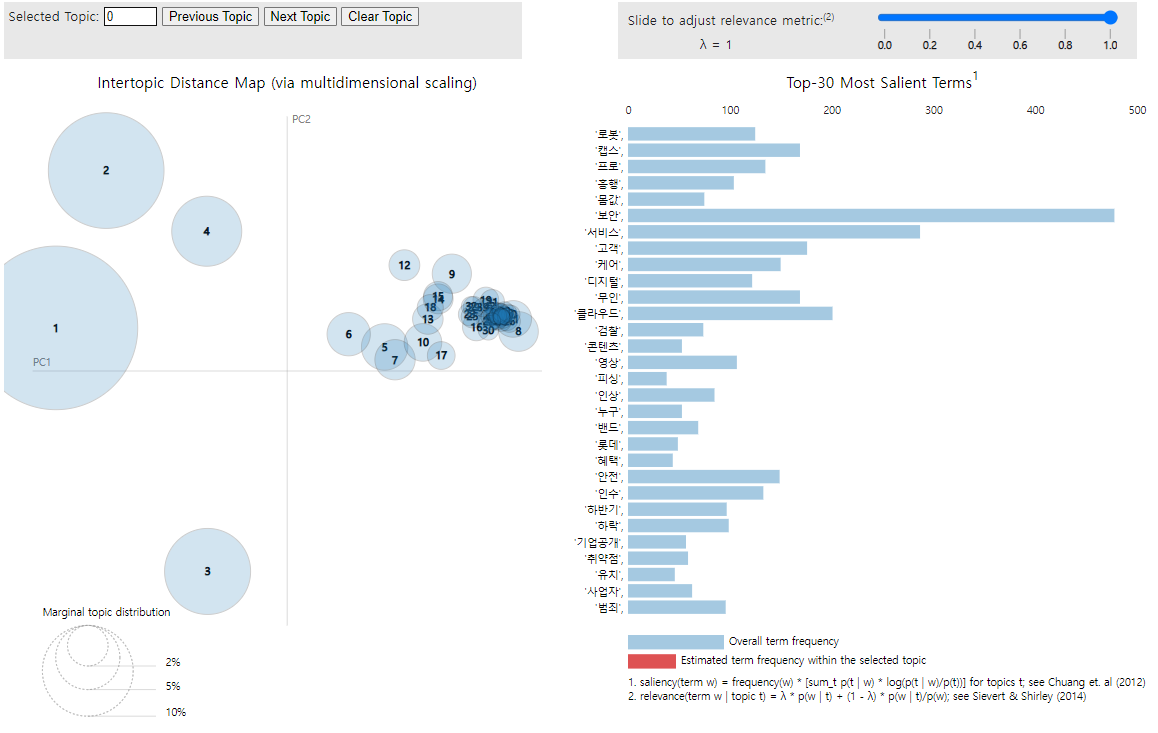 Selected Topic: 0 Previous Topic Next Topic Clear Topic
Slide to adjust relevance metric:(2)
λ = 1
0.0 0.2 0.4 0.6 0.8 1.0
Intertopic Distance Map (via multidimensional scaling)
PC2
PC1
2
4
1
3
12
9
15
14
18
13
6
5
7
10
17
19
16
30
8
Marginal topic distribution
2%
5%
10%
Top-30 Most Salient Terms1
0 100 200 300 400 500
'로봇',
'캡스',
'프로',
'흥행',
'몸값',
'보안',
'서비스',
'고객',
'케어',
'디지털',
'무인',
'클라우드',
'검찰',
'콘텐츠',
'영상',
'피싱',
'인상',
'누구',
'밴드',
'롯데',
'혜택',
'안전',
'인수',
'하반기',
'하락',
'기업공개',
'취약점',
'유치',
'사업자',
'범죄',
Overall term frequency
Estimated term frequency within the selected topic
1. saliency(term w) = frequency(w) * [sum_t p(t | w) * log(p(t | w)/p(t))] for topics t; see Chuang et. al (2012)
2. relevance(term w | topic t) = λ * p(w | t) + (1 - λ) * p(w | t)/p(w); see Sievert & Shirley (2014)